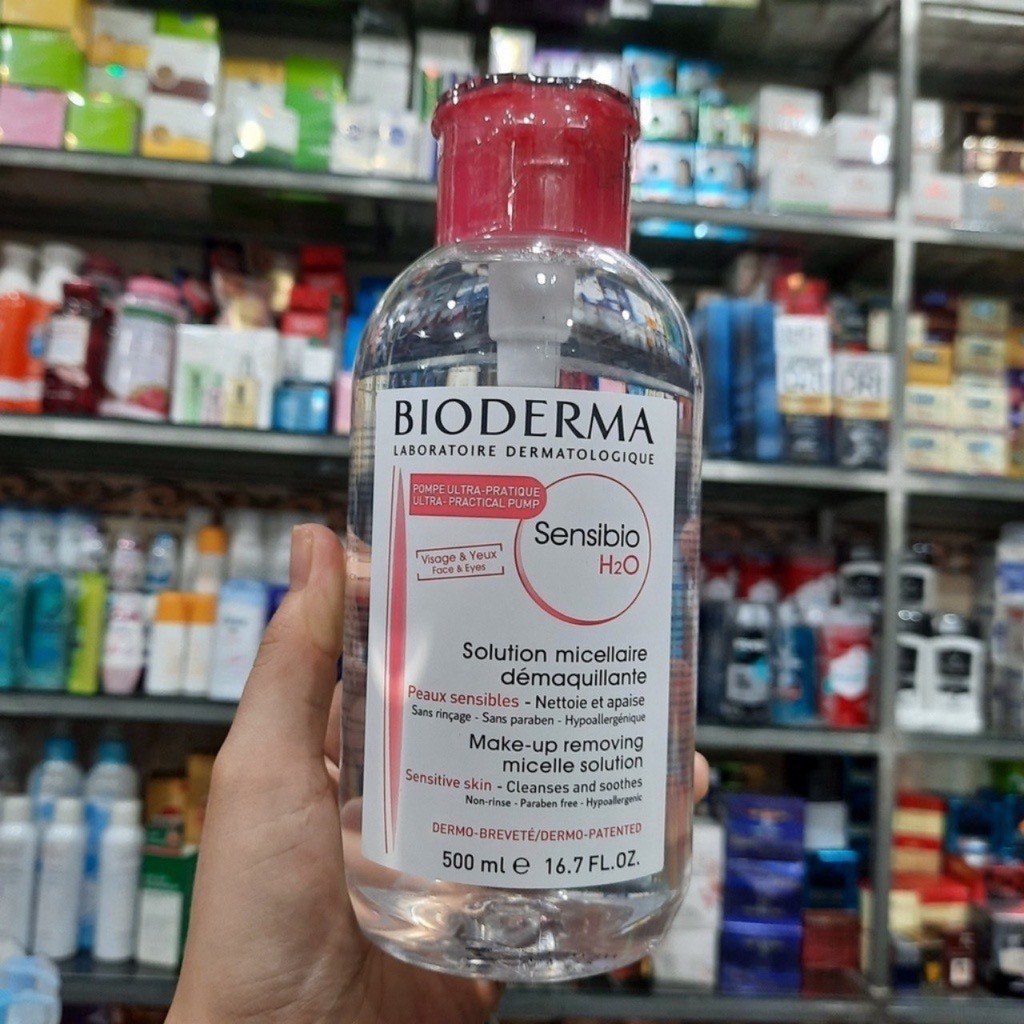 BIODERMA
LABORATOIRE DERMATOLOGIQUE
POMPE ULTRA-PRATIQUE
ULTRA-PRACTICAL PUMP
Sensibio
H2O
Visage & Yeux
Face & Eyes
Solution micellaire
démaquillante
Peaux sensibles - Nettoie et apaise
Sans rinçage - Sans paraben - Hypoallergénique
Make-up removing
micelle solution
Sensitive skin - Cleanses and soothes
Non-rinse - Paraben free - Hypoallergenic
DERMO-BREVETÉ/DERMO-PATENTED
500 ml ℮ 16.7 FL.OZ.